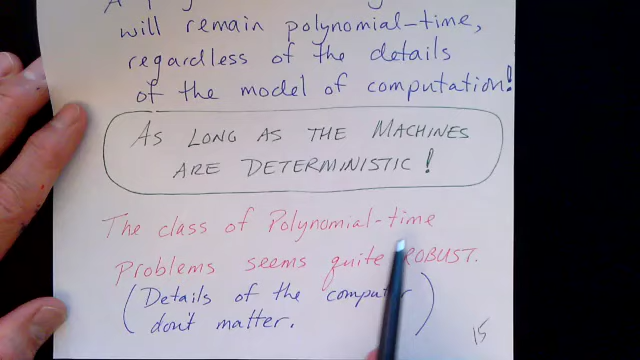 will remain polynomial-time,
regardless of the details
of the model of computation!
AS LONG AS THE MACHINES
ARE DETERMINISTIC!
The class of Polynomial-time
Problems seems quite ROBUST.
(Details of the computer
don't matter.)
15